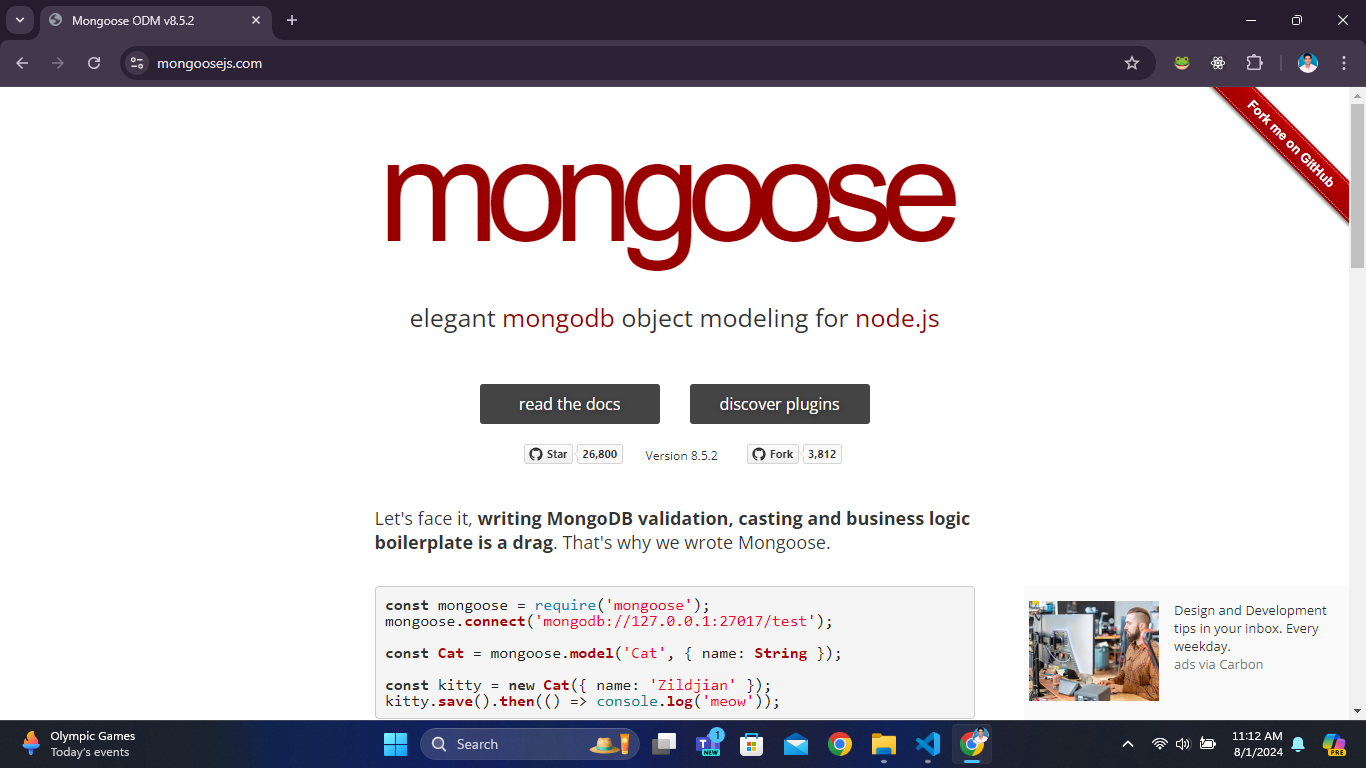 Mongoose ODM v8.5.2
mongoosejs.com
Fork me on GitHub
mongoose
elegant mongodb object modeling for node.js
read the docs
discover plugins
Star
26,800
Version 8.5.2
Fork
3,812
Let's face it, writing MongoDB validation, casting and business logic
boilerplate is a drag. That's why we wrote Mongoose.
const mongoose = require('mongoose');
mongoose.connect('mongodb://127.0.0.1:27017/test');
const Cat = mongoose.model('Cat', { name: String });
const kitty = new Cat({ name: 'Zildjian' });
kitty.save().then(() => console.log('meow'));
Design and Development
tips in your inbox. Every
weekday.
ads via Carbon
Olympic Games
Today's events
Search
1
NEW
11:12 AM
8/1/2024
PRE